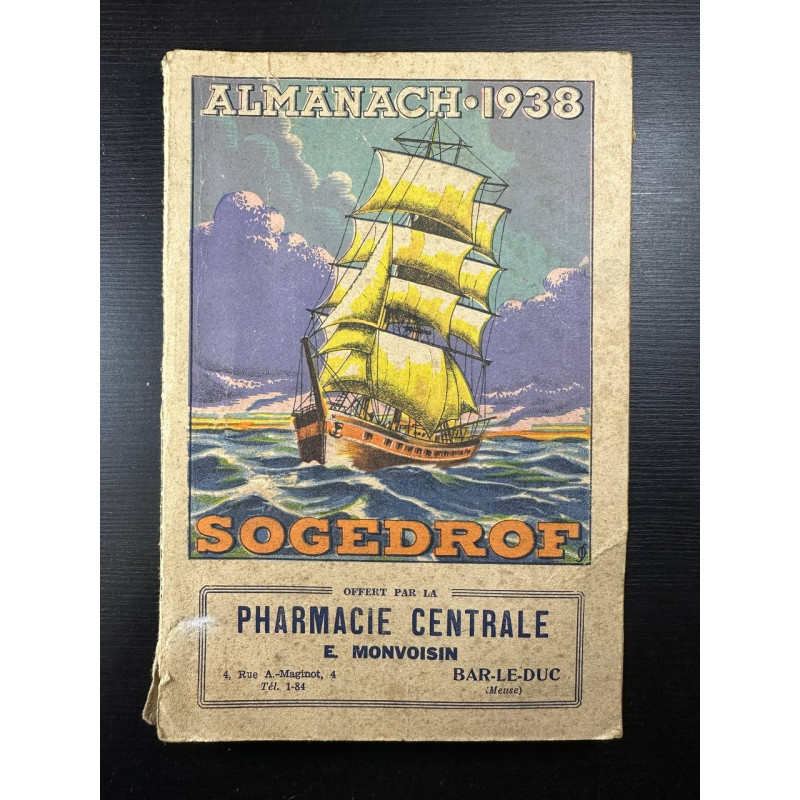 ALMANACH·1938
SOGEDROF
OFFERT PAR LA
PHARMACIE CENTRALE
E. MONVOISIN
4, Rue A.-Maginot, 4
Tél. 1-84
BAR-LE-DUC
(Meuse)